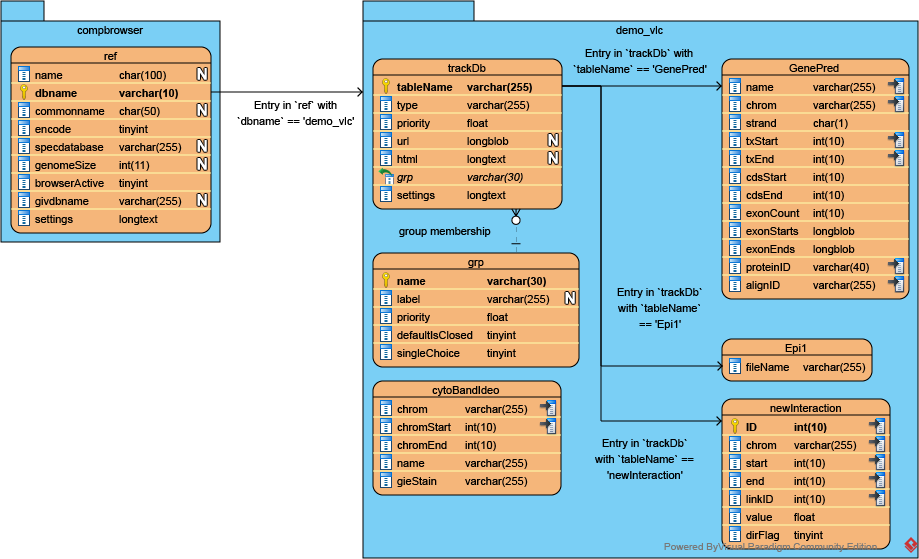 compbrowser
ref
name char(100) N
dbname varchar(10)
commonname char(50) N
encode tinyint
specdatabase varchar(255) N
genomeSize int(11) N
browserActive tinyint
givdbname varchar(255) N
settings longtext
Entry in `ref` with
`dbname` == 'demo_vlc'
demo_vlc
trackDb
tableName varchar(255)
type varchar(255)
priority float
url longblob N
html longtext N
grp varchar(30)
settings longtext
group membership
grp
name varchar(30)
label varchar(255) N
priority float
defaultIsClosed tinyint
singleChoice tinyint
cytoBandIdeo
chrom varchar(255)
chromStart int(10)
chromEnd int(10)
name varchar(255)
gieStain varchar(255)
Entry in `trackDb` with
`tableName` == 'GenePred'
GenePred
name varchar(255)
chrom varchar(255)
strand char(1)
txStart int(10)
txEnd int(10)
cdsStart int(10)
cdsEnd int(10)
exonCount int(10)
exonStarts longblob
exonEnds longblob
proteinID varchar(40)
alignID varchar(255)
Entry in `trackDb`
with `tableName`
== 'Epi1'
Epi1
fileName varchar(255)
Entry in `trackDb`
with `tableName` ==
'newInteraction'
newInteraction
ID int(10)
chrom varchar(255)
start int(10)
end int(10)
linkID int(10)
value float
dirFlag tinyint
Powered ByVisual Paradigm Community Edition